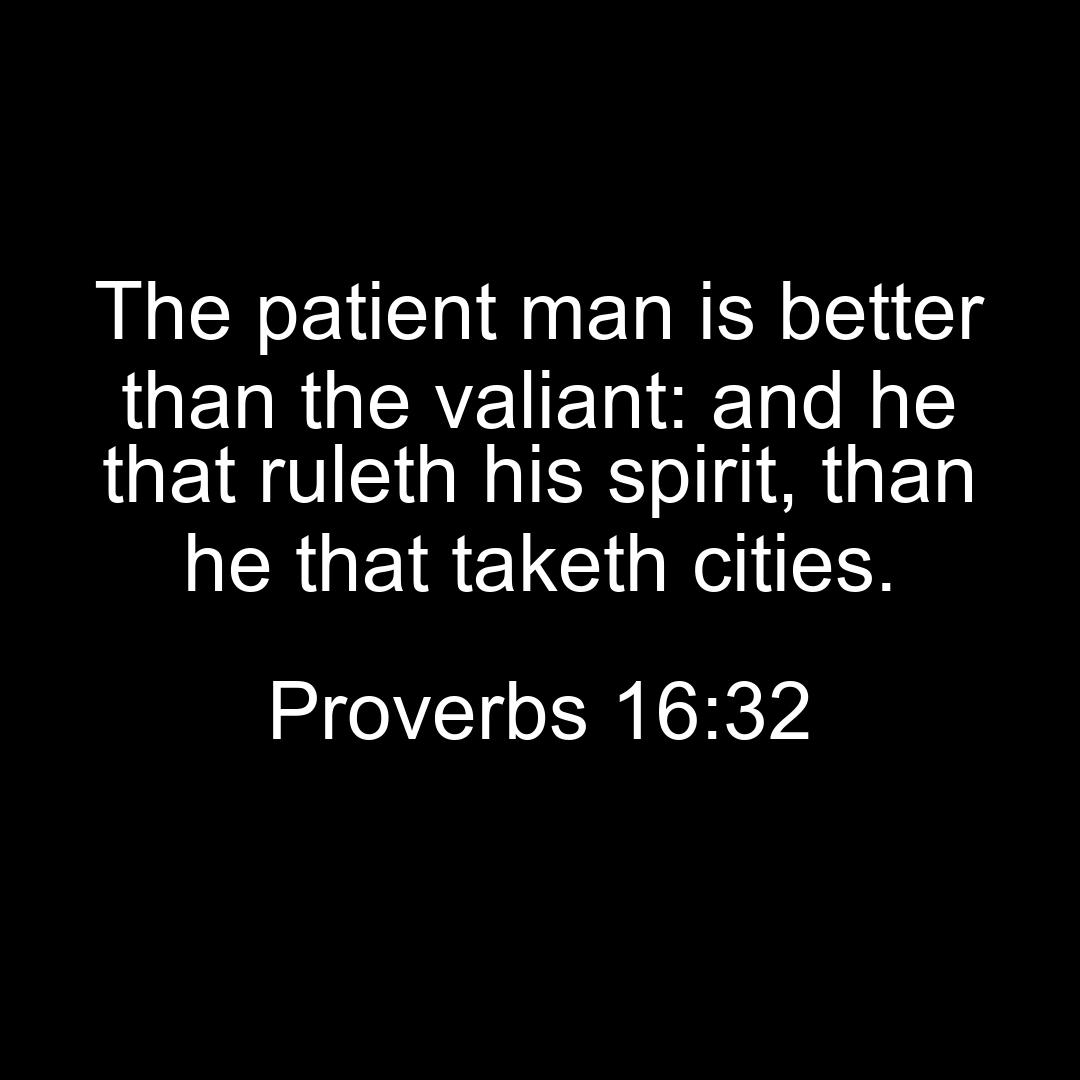 The patient man is better
than the valiant: and he
that ruleth his spirit, than
he that taketh cities.
Proverbs 16:32